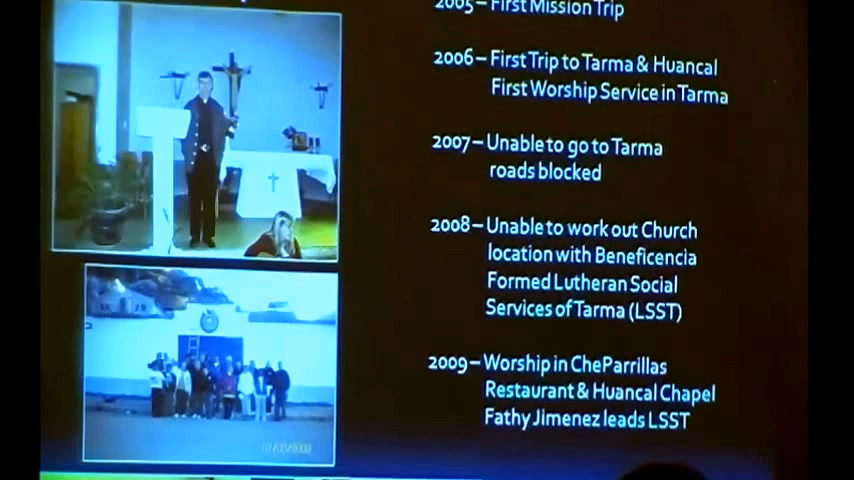 2005 – First Mission Trip
2006 – First Trip to Tarma & Huancal
First Worship Service in Tarma
2007 – Unable to go to Tarma
roads blocked
2008 – Unable to work out Church
location with Beneficencia
Formed Lutheran Social
Services of Tarma (LSST)
2009 – Worship in CheParrillas
Restaurant & Huancal Chapel
Fathy Jimenez leads LSST